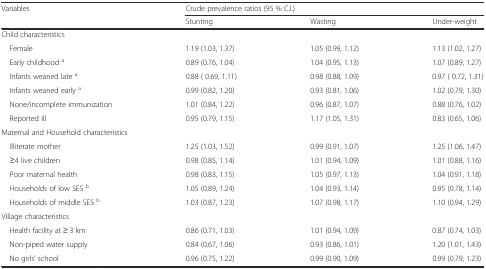 Variables Crude prevalence ratios (95 % C.I.)
Stunting Wasting Under-weight
Child characteristics
Female 1.19 (1.03, 1.37) 1.05 (0.99, 1.12) 1.13 (1.02, 1.27)
Early childhood a 0.89 (0.76, 1.04) 1.04 (0.95, 1.13) 1.07 (0.89, 1.27)
Infants weaned late a 0.88 ( 0.69, 1.11) 0.98 (0.88, 1.09) 0.97 ( 0.72, 1.31)
Infants weaned early a 0.99 (0.82, 1.20) 0.93 (0.81, 1.06) 1.02 (0.79, 1.30)
None/incomplete immunization 1.01 (0.84, 1.22) 0.96 (0.87, 1.07) 0.88 (0.76, 1.02)
Reported ill 0.95 (0.79, 1.15) 1.17 (1.05, 1.31) 0.83 (0.65, 1.06)
Maternal and Household characteristics
Illiterate mother 1.25 (1.03, 1.52) 0.99 (0.91, 1.07) 1.25 (1.06, 1.47)
≥4 live children 0.98 (0.85, 1.14) 1.01 (0.94, 1.09) 1.01 (0.88, 1.16)
Poor maternal health 0.98 (0.83, 1.15) 1.05 (0.97, 1.13) 1.04 (0.91, 1.18)
Households of low SES b 1.05 (0.89, 1.24) 1.04 (0.93, 1.14) 0.95 (0.78, 1.14)
Households of middle SES b 1.03 (0.87, 1.23) 1.07 (0.98, 1.17) 1.10 (0.94, 1.29)
Village characteristics
Health facility at ≥ 3 km 0.86 (0.71, 1.03) 1.01 (0.94, 1.09) 0.87 (0.74, 1.03)
Non-piped water supply 0.84 (0.67, 1.06) 0.93 (0.86, 1.01) 1.20 (1.01, 1.43)
No girls' school 0.96 (0.75, 1.22) 0.99 (0.90, 1.09) 0.99 (0.79, 1.23)